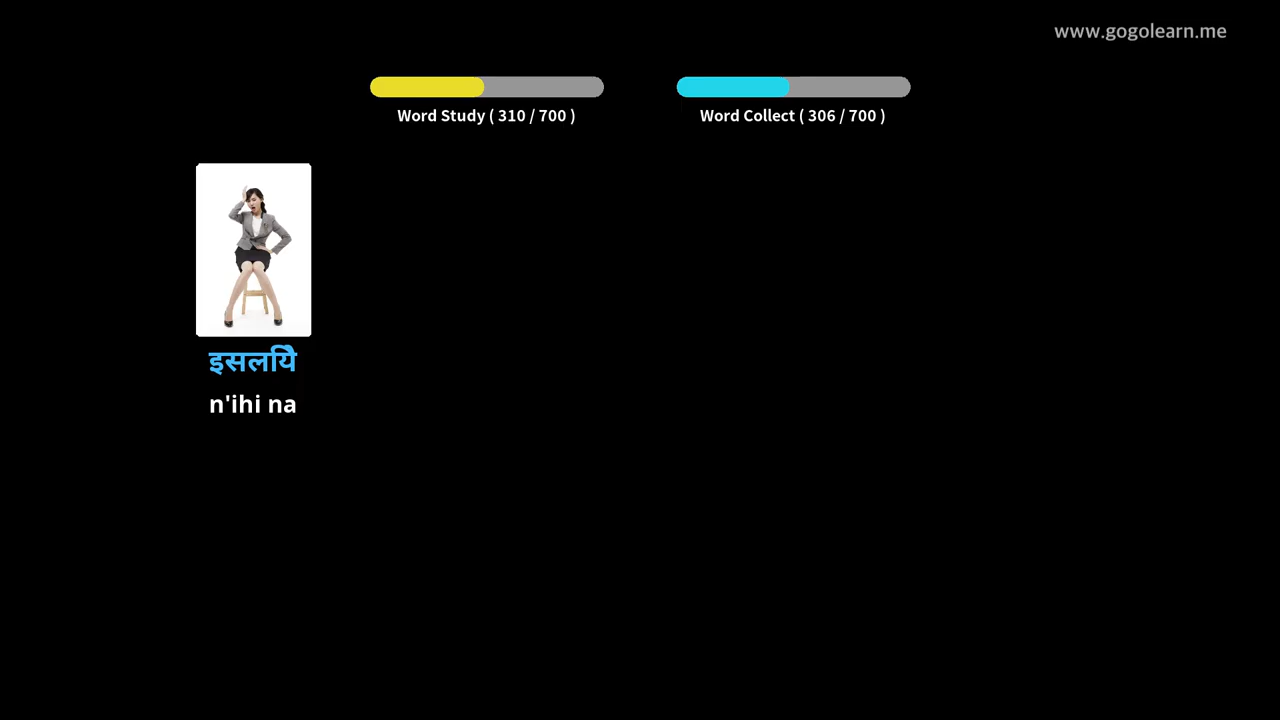 www.gogolearn.me
Word Study ( 310 / 700 )
Word Collect ( 306 / 700 )
इसलयिे
n'ihi na